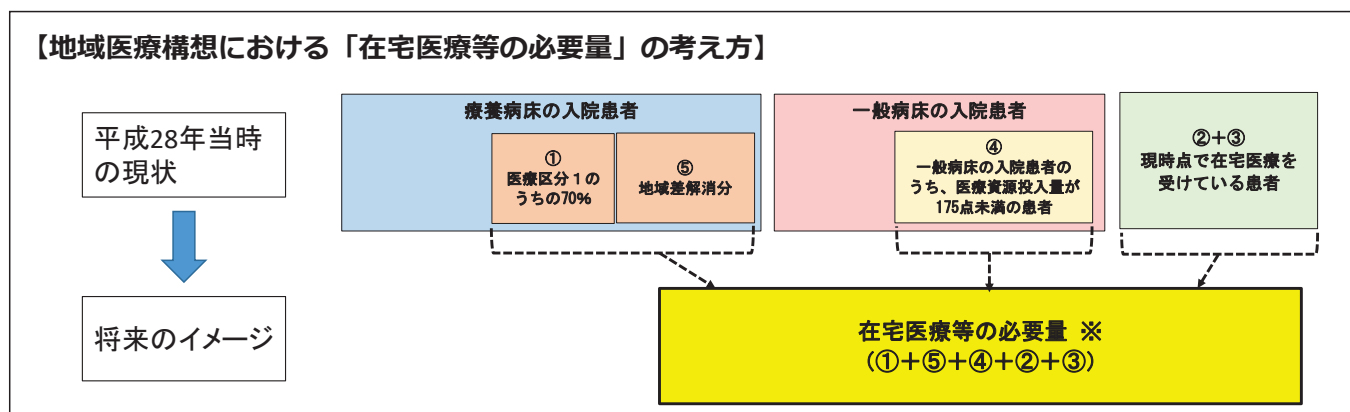 【地域医療構想における「在宅医療等の必要量」の考え方】
平成28年当時
の現状
療養病床の入院患者
①
医療区分１の
うちの70%
⑤
地域差解消分
一般病床の入院患者
④
一般病床の入院患者の
うち、医療資源投入量が
175点未満の患者
②＋③
現時点で在宅医療を
受けている患者
将来のイメージ
在宅医療等の必要量 ※
（①＋⑤＋④＋②＋③）